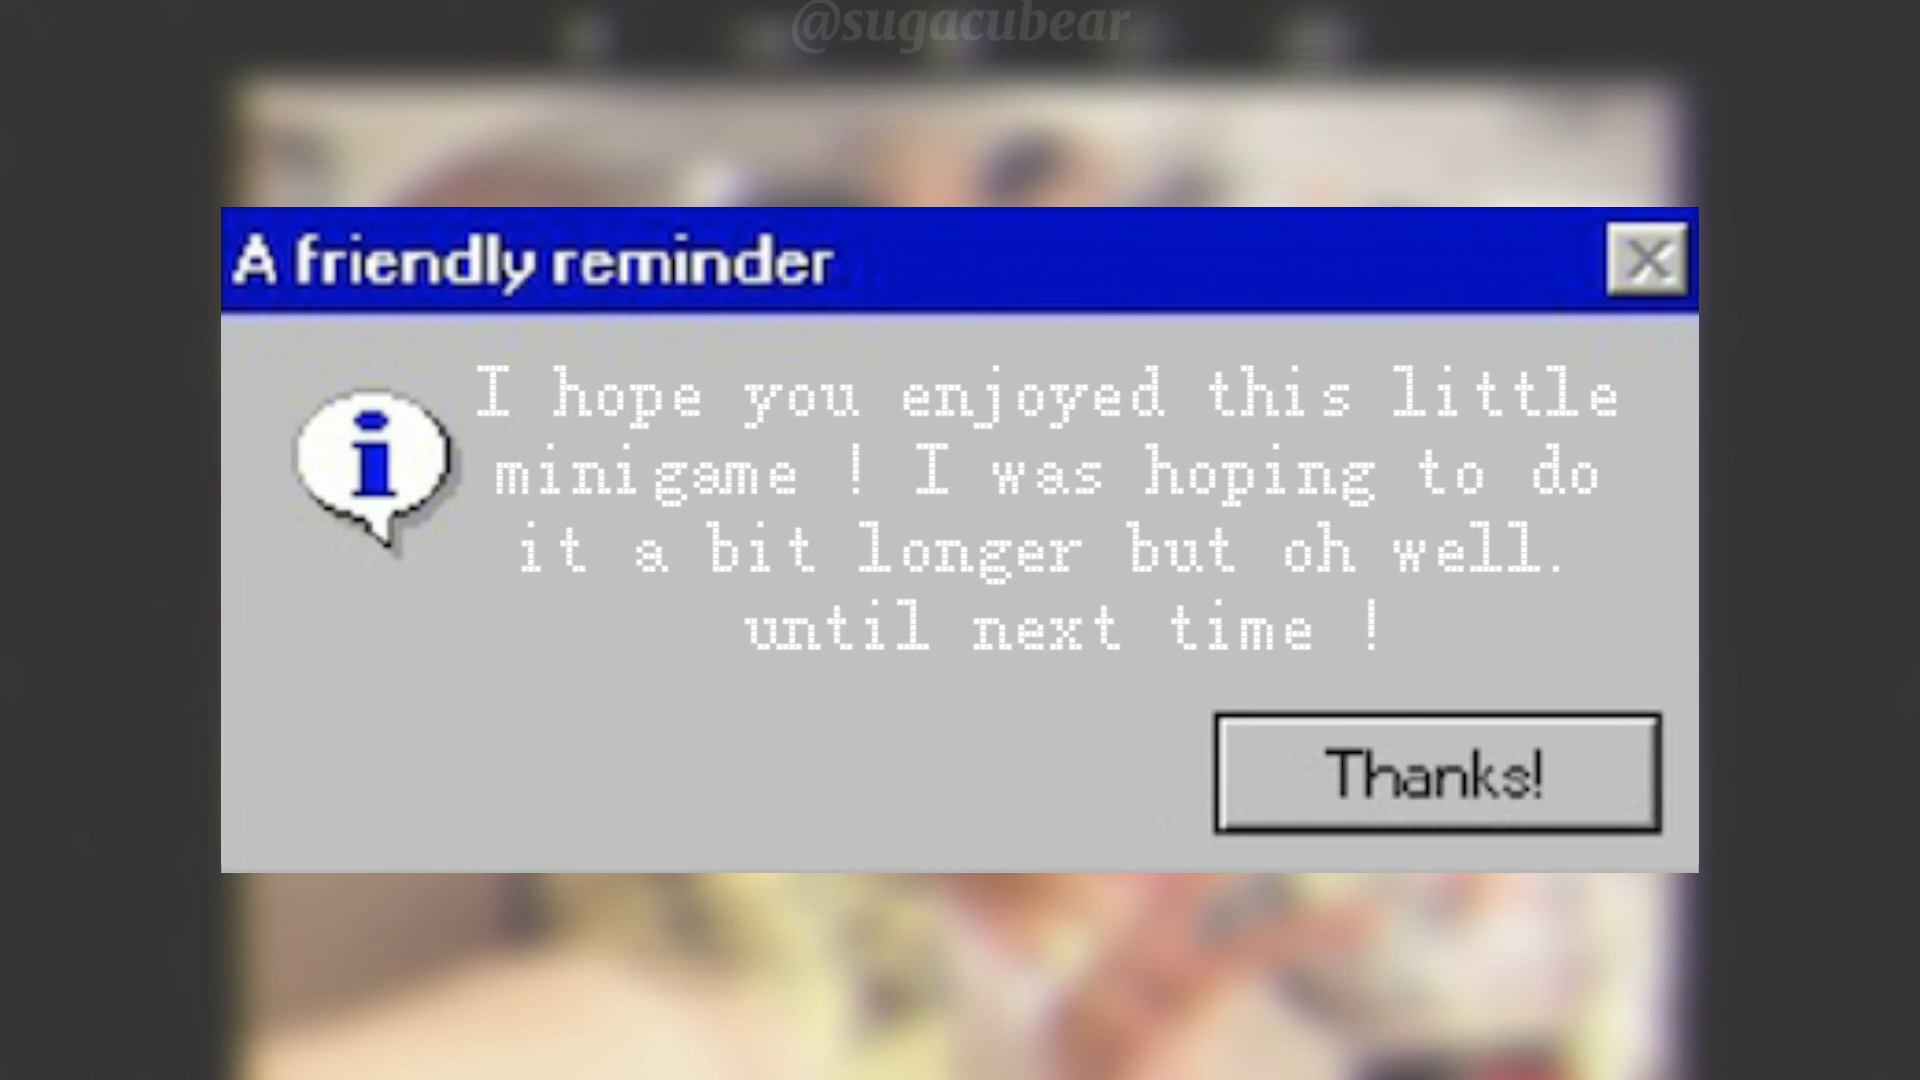 @sugacubear
A friendly reminder
I hope you enjoyed this little
minigame ! I was hoping to do
it a bit longer but oh well.
until next time !
Thanks!